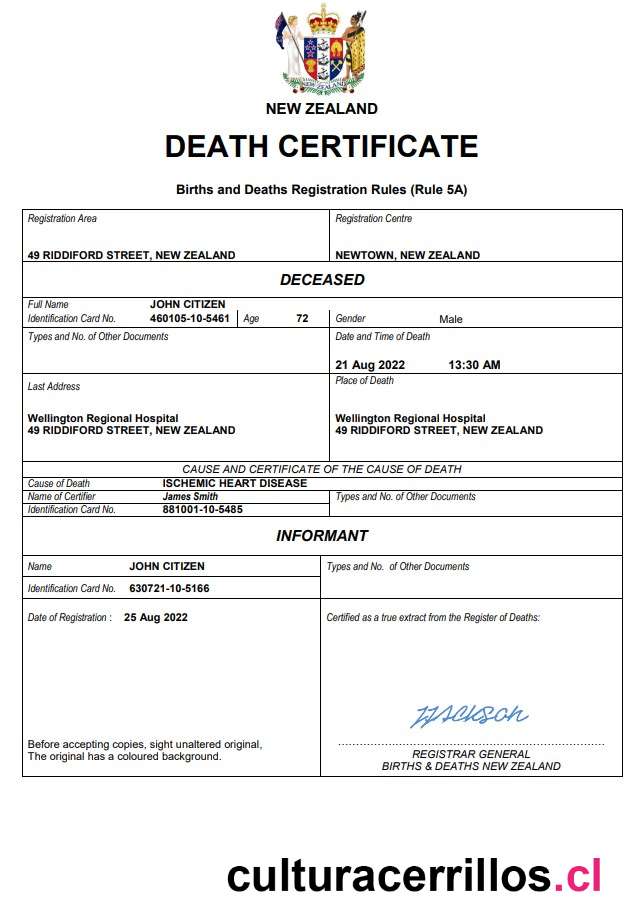 NEW ZEALAND
DEATH CERTIFICATE
Births and Deaths Registration Rules (Rule 5A)
Registration Area
Registration Centre
49 RIDDIFORD STREET, NEW ZEALAND
NEWTOWN, NEW ZEALAND
DECEASED
Full Name JOHN CITIZEN
Identification Card No. 460105-10-5461 Age 72 Gender Male
Types and No. of Other Documents
Date and Time of Death
21 Aug 2022 13:30 AM
Last Address
Place of Death
Wellington Regional Hospital
49 RIDDIFORD STREET, NEW ZEALAND
Wellington Regional Hospital
49 RIDDIFORD STREET, NEW ZEALAND
CAUSE AND CERTIFICATE OF THE CAUSE OF DEATH
Cause of Death ISCHEMIC HEART DISEASE
Name of Certifier James Smith Types and No. of Other Documents
Identification Card No. 881001-10-5485
INFORMANT
Name JOHN CITIZEN Types and No. of Other Documents
Identification Card No. 630721-10-5166
Date of Registration : 25 Aug 2022
Certified as a true extract from the Register of Deaths:
Before accepting copies, sight unaltered original,
The original has a coloured background.
REGISTRAR GENERAL
BIRTHS & DEATHS NEW ZEALAND
culturacerrillos.cl